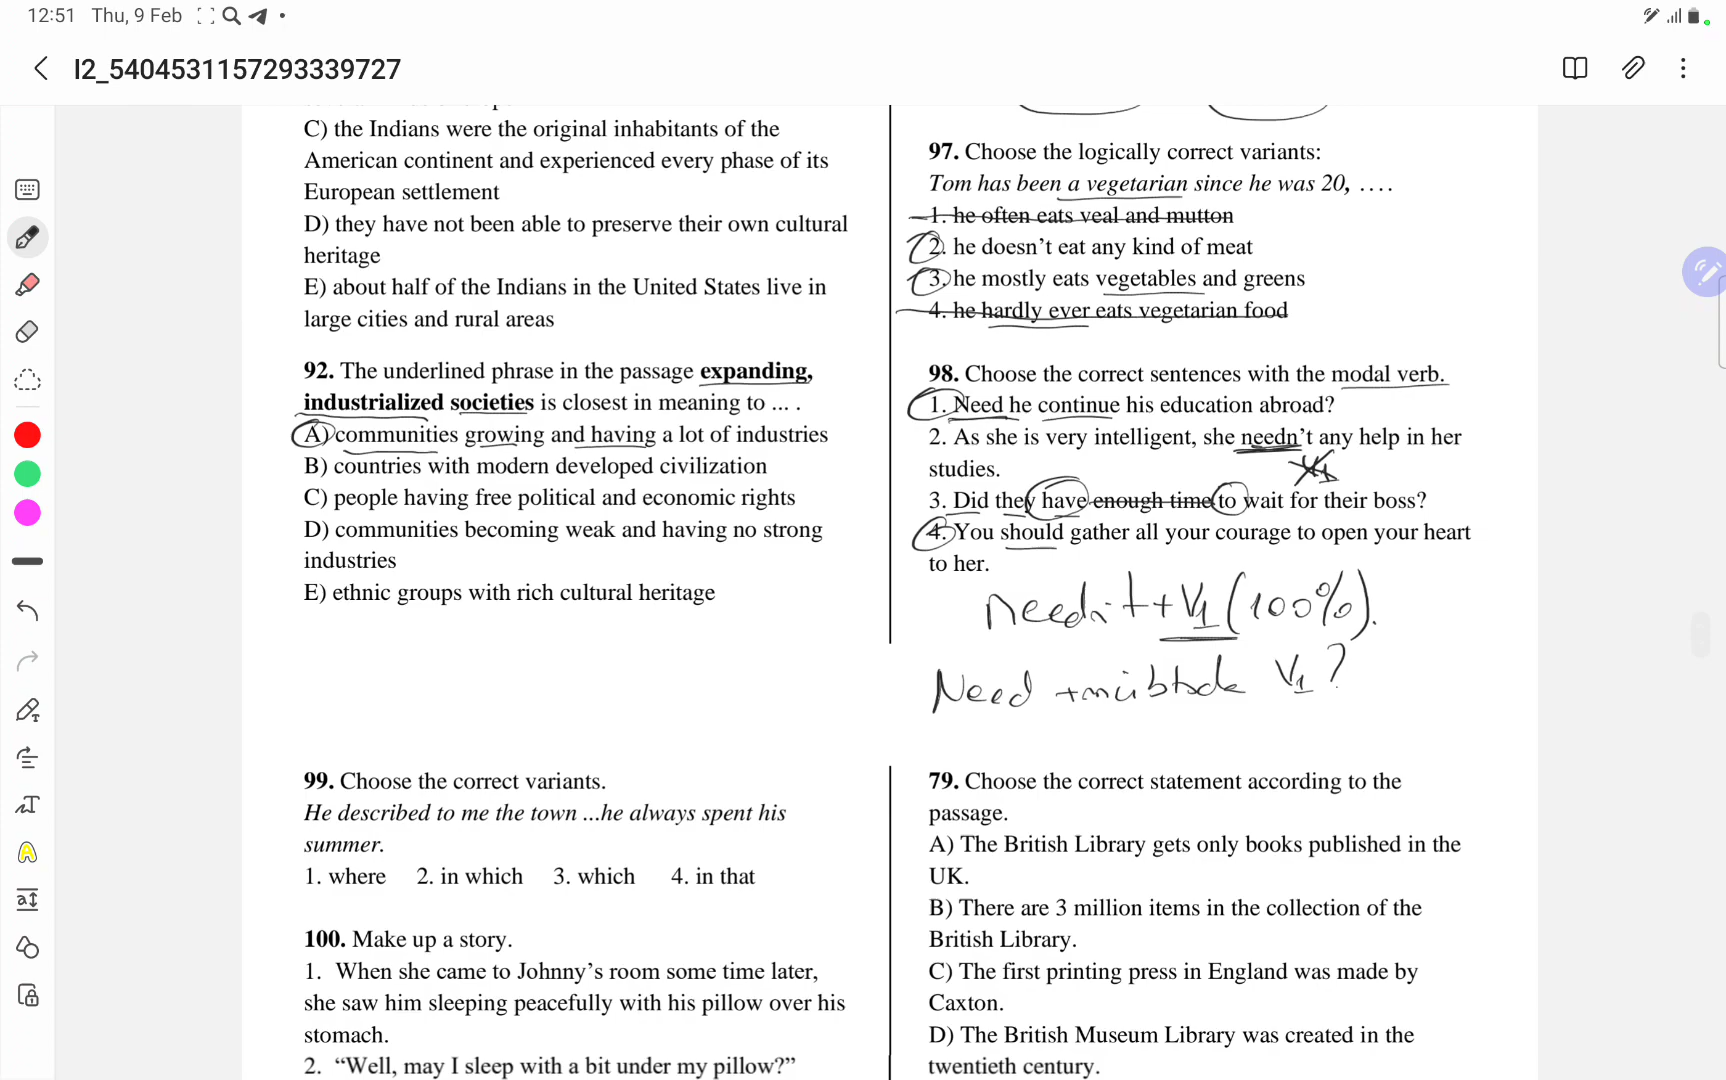 12:51 Thu, 9 Feb
I2_5404531157293339727
C) the Indians were the original inhabitants of the
American continent and experienced every phase of its
European settlement
D) they have not been able to preserve their own cultural
heritage
E) about half of the Indians in the United States live in
large cities and rural areas
92. The underlined phrase in the passage expanding,
industrialized societies is closest in meaning to ... .
A) communities growing and having a lot of industries
B) countries with modern developed civilization
C) people having free political and economic rights
D) communities becoming weak and having no strong
industries
E) ethnic groups with rich cultural heritage
97. Choose the logically correct variants:
Tom has been a vegetarian since he was 20, ....
1. he often eats veal and mutton
2. he doesn't eat any kind of meat
3. he mostly eats vegetables and greens
4. he hardly ever eats vegetarian food
98. Choose the correct sentences with the modal verb.
1. Need he continue his education abroad?
2. As she is very intelligent, she needn't any help in her
studies.
V1
3. Did they have enough time to wait for their boss?
4. You should gather all your courage to open your heart
to her.
needn't + V1 (100%).
Need + V1?
99. Choose the correct variants.
He described to me the town ...he always spent his
summer.
1. where 2. in which 3. which 4. in that
100. Make up a story.
1. When she came to Johnny's room some time later,
she saw him sleeping peacefully with his pillow over his
stomach.
2. "Well, may I sleep with a bit under my pillow?"
79. Choose the correct statement according to the
passage.
A) The British Library gets only books published in the
UK.
B) There are 3 million items in the collection of the
British Library.
C) The first printing press in England was made by
Caxton.
D) The British Museum Library was created in the
twentieth century.